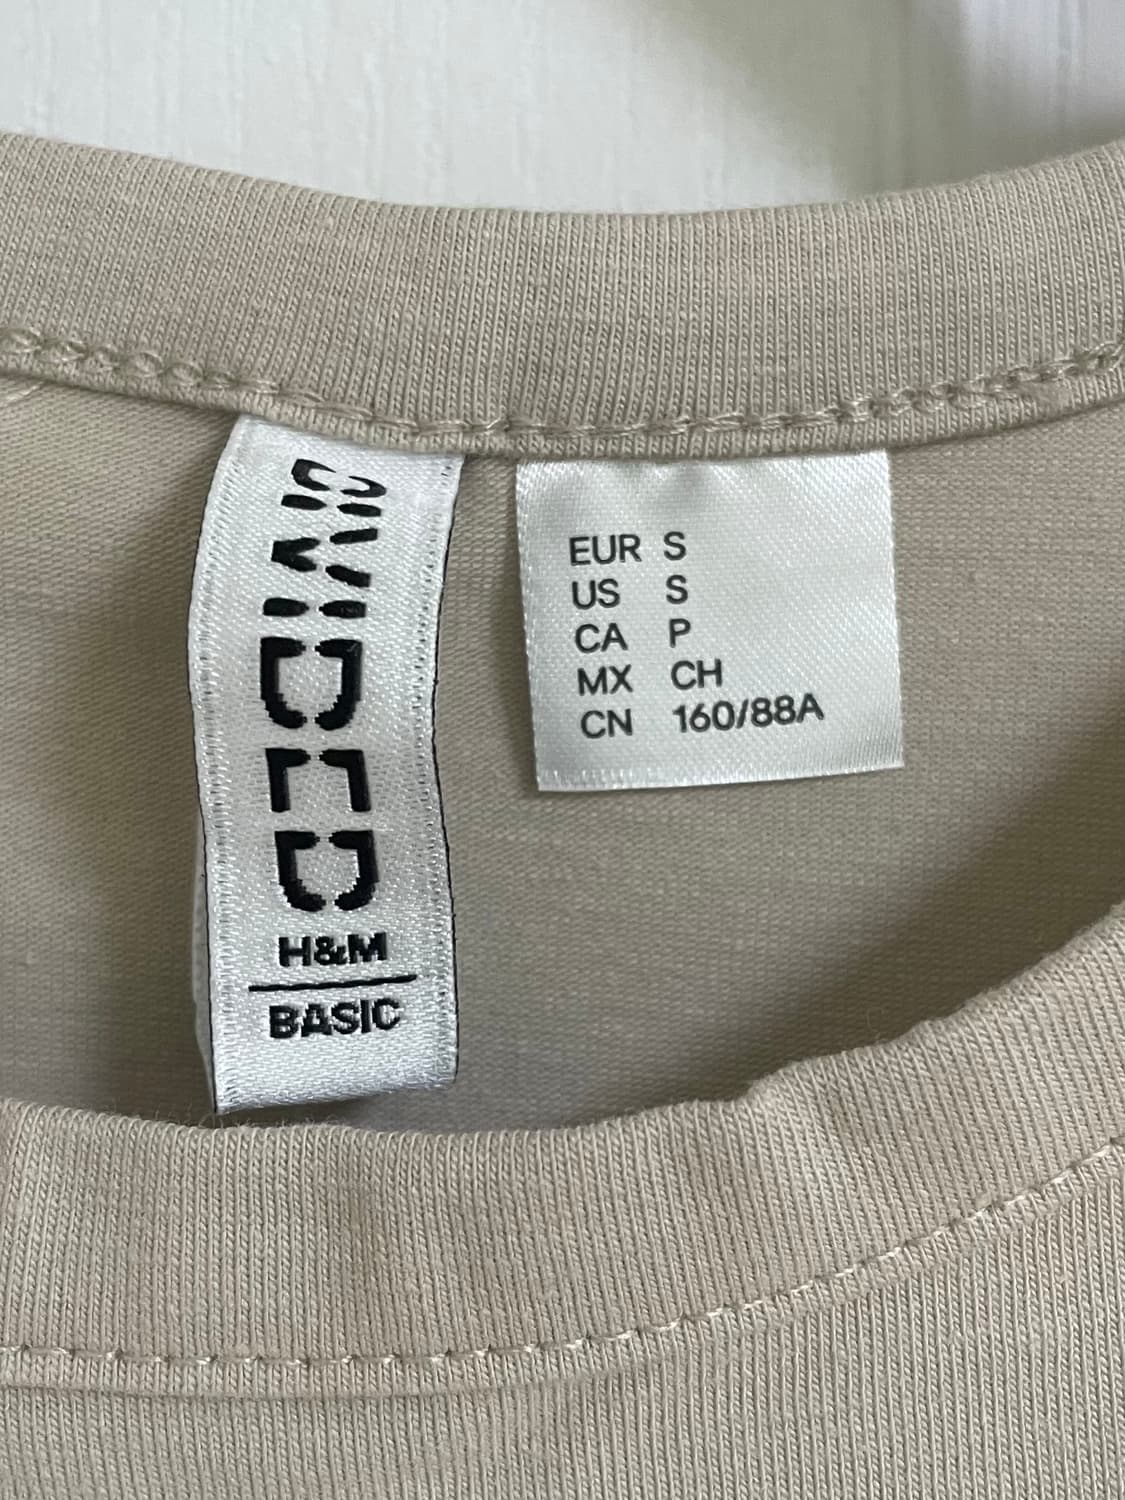 DIVIDED
H&M
BASIC
EUR S
US S
CA P
MX CH
CN 160/88A